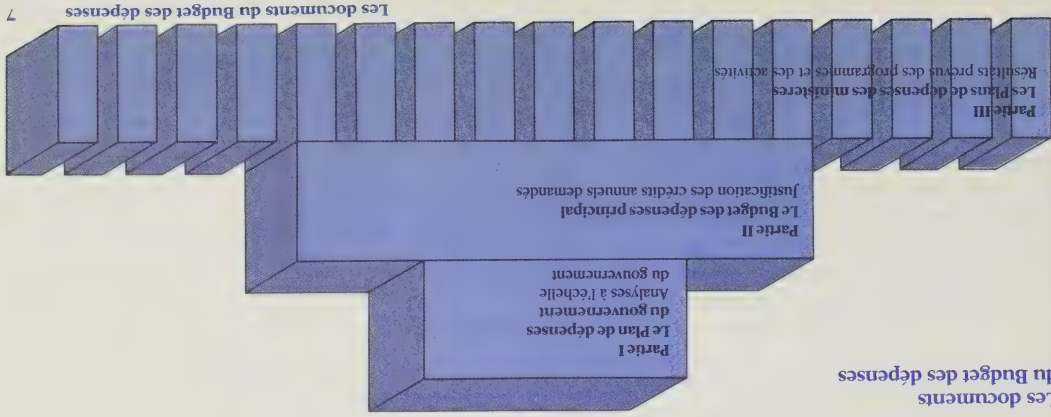 Les documents
du Budget des dépenses
Partie I
Le Plan de dépenses
du gouvernement
Analyses à l'échelle
du gouvernement
Partie II
Le Budget des dépenses principal
Justification des crédits annuels demandés
Partie III
Les Plans de dépenses des ministères
Résultats prévus des programmes et des activités
Les documents du Budget des dépenses 7